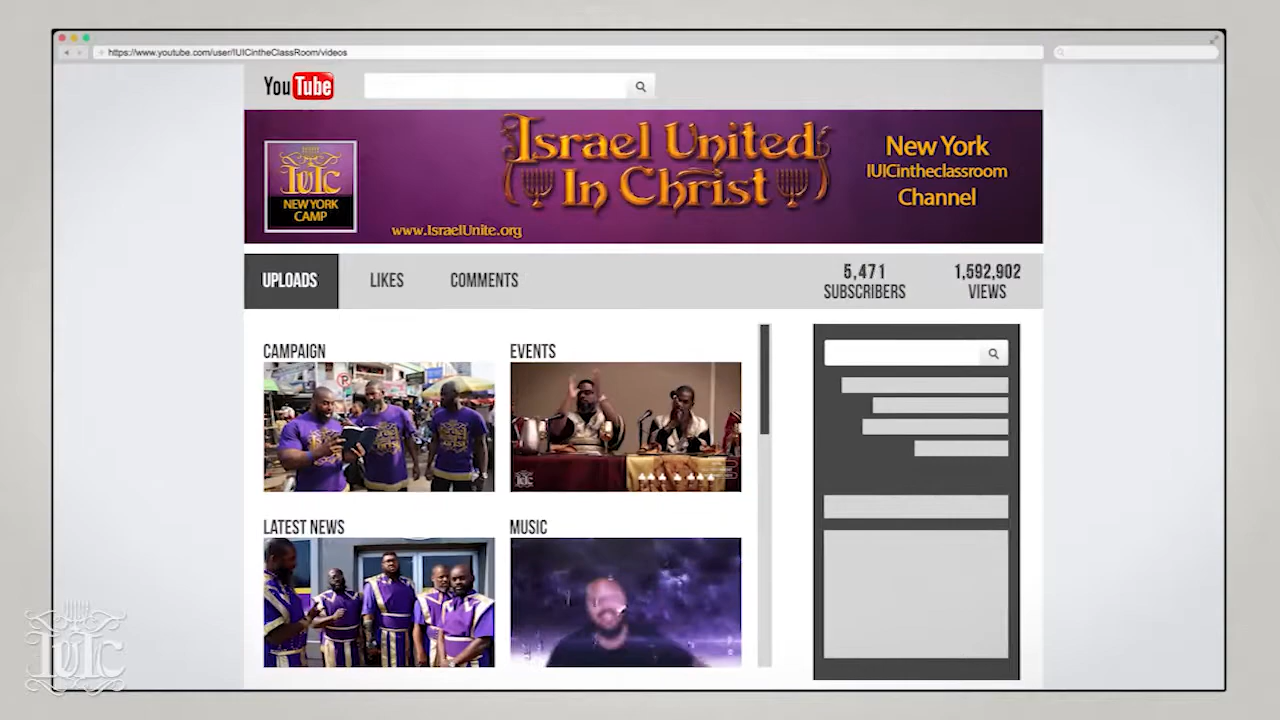 https://www.youtube.com/user/IUICintheClassRoom/videos
YouTube
Israel United
In Christ
New York
IUICintheclassroom
Channel
IUIC
NEW YORK
CAMP
www.IsraelUnite.org
UPLOADS
LIKES
COMMENTS
5,471
SUBSCRIBERS
1,592,902
VIEWS
CAMPAIGN
EVENTS
LATEST NEWS
MUSIC
IUIC